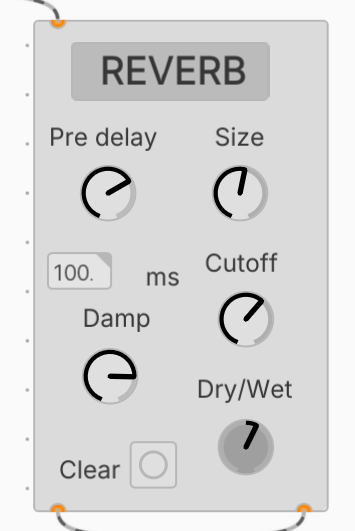 REVERB
Pre delay
Size
100.
ms
Cutoff
Damp
Dry/Wet
Clear